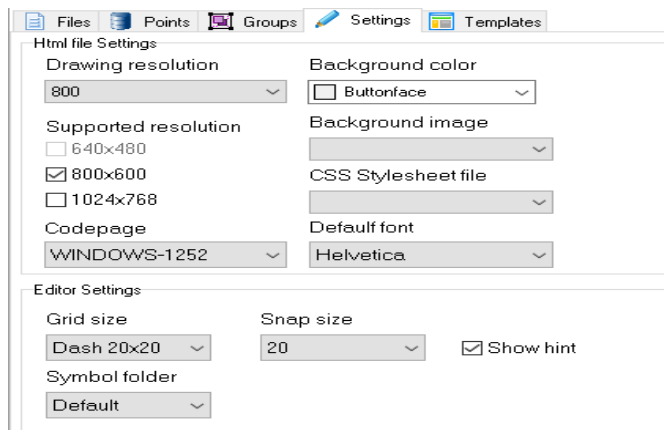 Files Points Groups Settings Templates
Html file Settings
Drawing resolution Background color
800 Buttonface
Supported resolution Background image
640x480
800x600 CSS Stylesheet file
1024x768
Codepage Defaulf font
WINDOWS-1252 Helvetica
Editor Settings
Grid size Snap size
Dash 20x20 20 Show hint
Symbol folder
Default